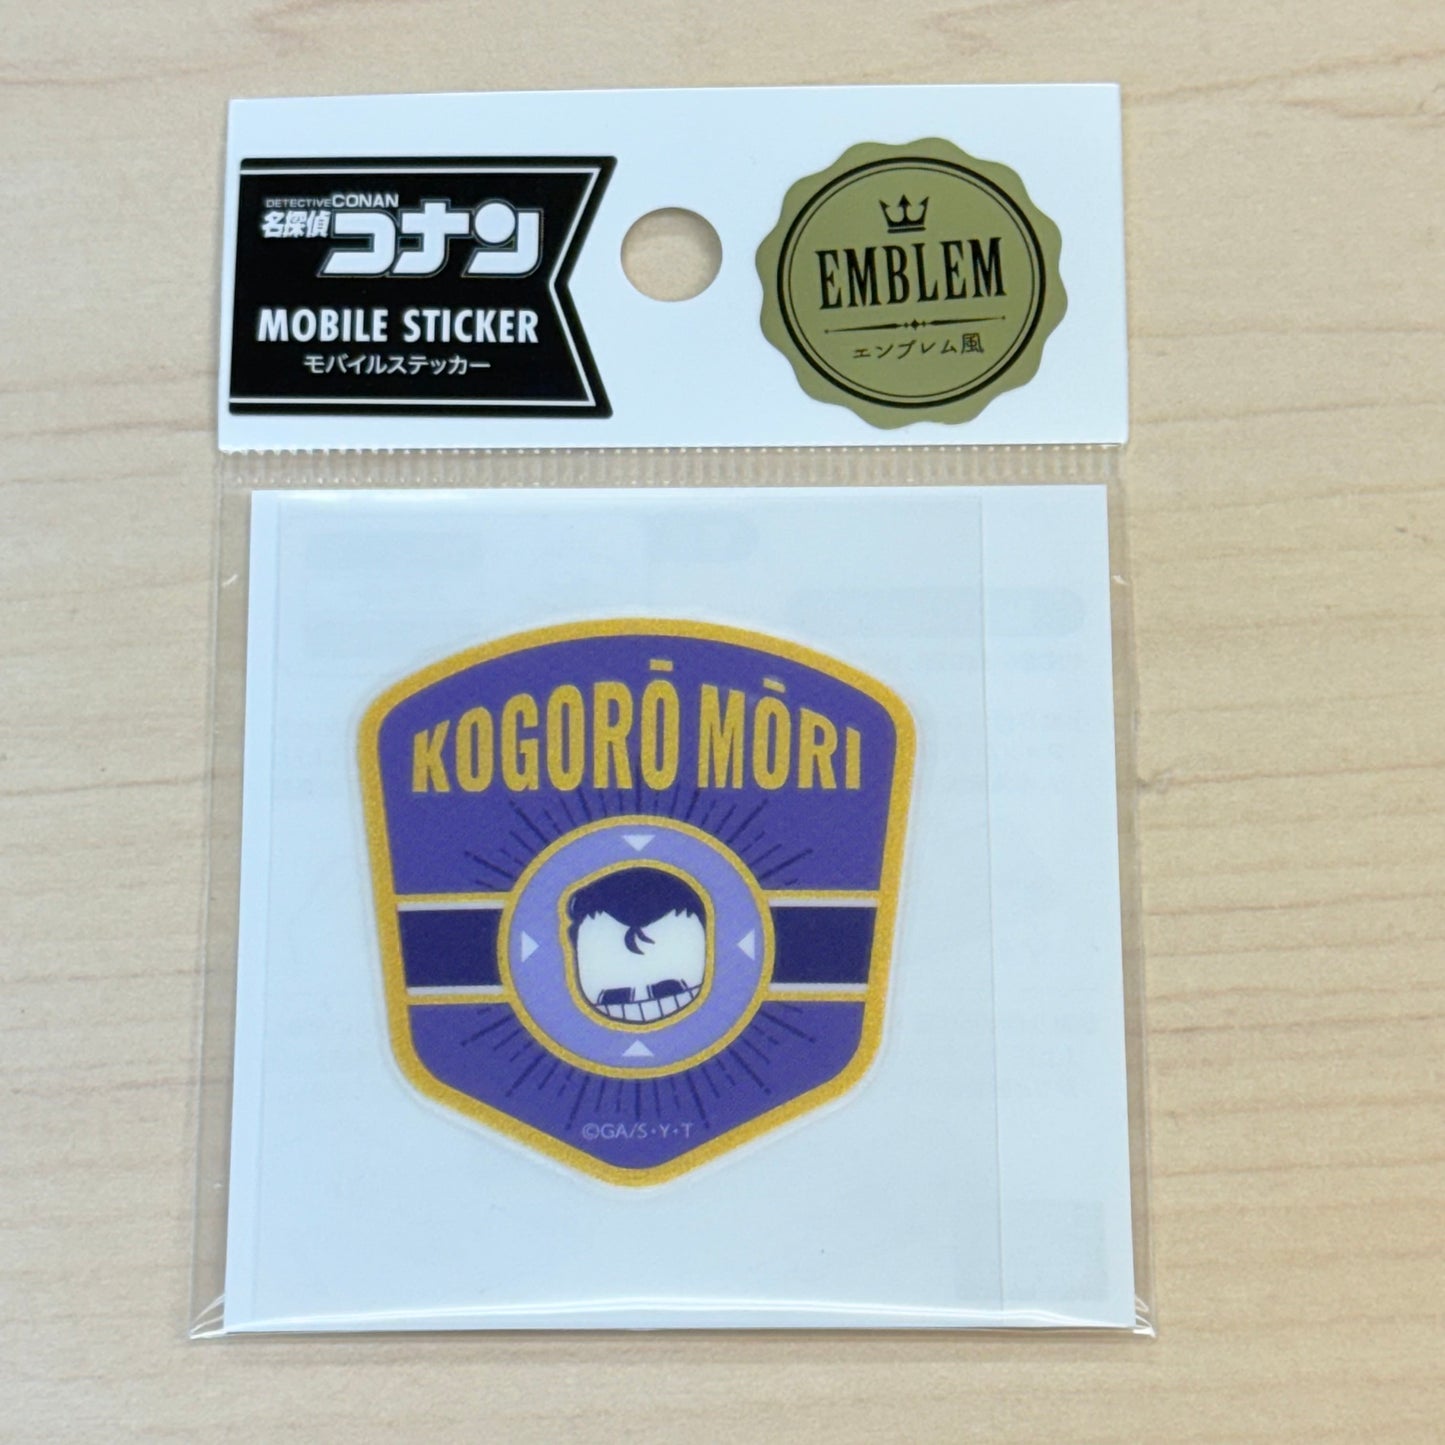 DETECTIVE CONAN
名探偵コナン
MOBILE STICKER
モバイルステッカー
EMBLEM
エンブレム風
KOGORŌ MŌRI
©GA/S・Y・T